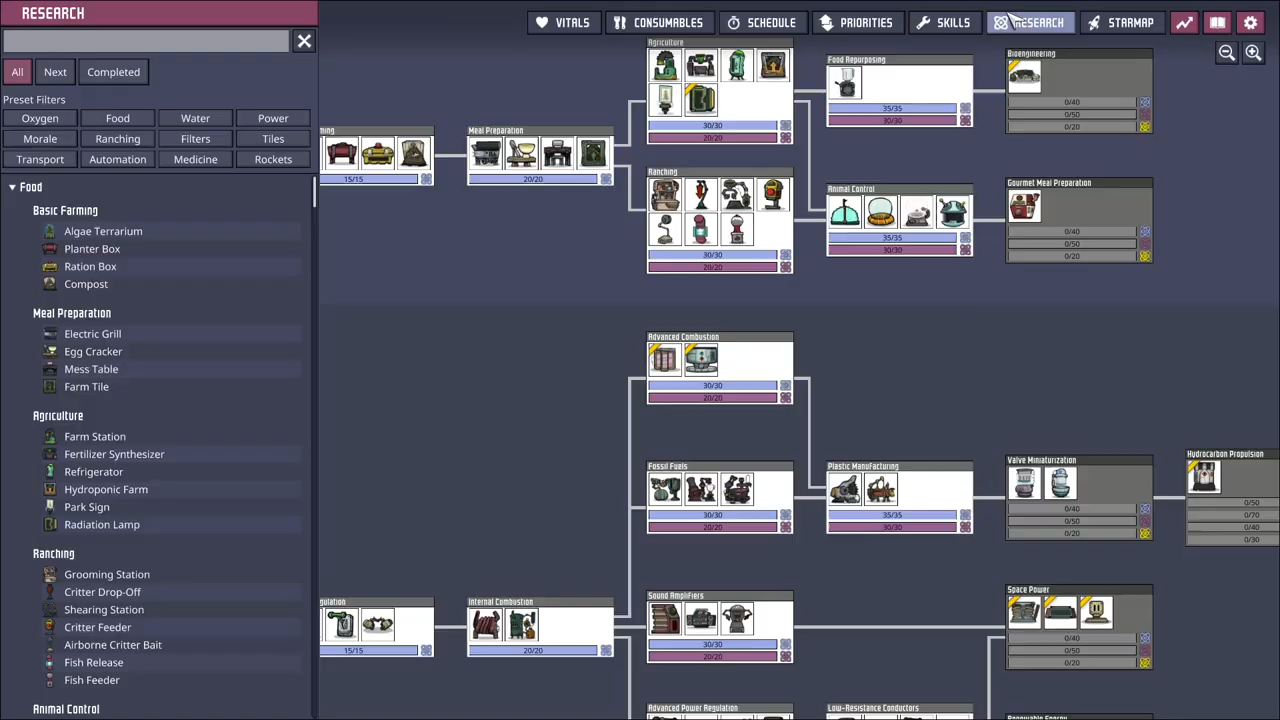 RESEARCH
VITALS
CONSUMABLES
SCHEDULE
PRIORITIES
SKILLS
RESEARCH
STARMAP
All
Next
Completed
Preset Filters
Oxygen
Food
Water
Power
Morale
Ranching
Filters
Tiles
Transport
Automation
Medicine
Rockets
Food
Basic Farming
Algae Terrarium
Planter Box
Ration Box
Compost
Meal Preparation
Electric Grill
Egg Cracker
Mess Table
Farm Tile
Agriculture
Farm Station
Fertilizer Synthesizer
Refrigerator
Hydroponic Farm
Park Sign
Radiation Lamp
Ranching
Grooming Station
Critter Drop-Off
Shearing Station
Critter Feeder
Airborne Critter Bait
Fish Release
Fish Feeder
Animal Control
ming
15/15
Meal Preparation
20/20
Agriculture
30/30
20/20
Food Repurposing
35/35
30/30
Bioengineering
0/40
0/50
0/20
Ranching
30/30
20/20
Animal Control
35/35
30/30
Gourmet Meal Preparation
0/40
0/50
0/20
Advanced Combustion
30/30
20/20
Fossil Fuels
30/30
20/20
Plastic Manufacturing
35/35
30/30
Valve Miniaturization
0/40
0/50
0/20
Hydrocarbon Propulsion
0/50
0/70
0/40
0/30
gulation
15/15
Internal Combustion
20/20
Sound Amplifiers
30/30
20/20
Space Power
0/40
0/50
0/20
Advanced Power Regulation
Low-Resistance Conductors
Renewable Energy